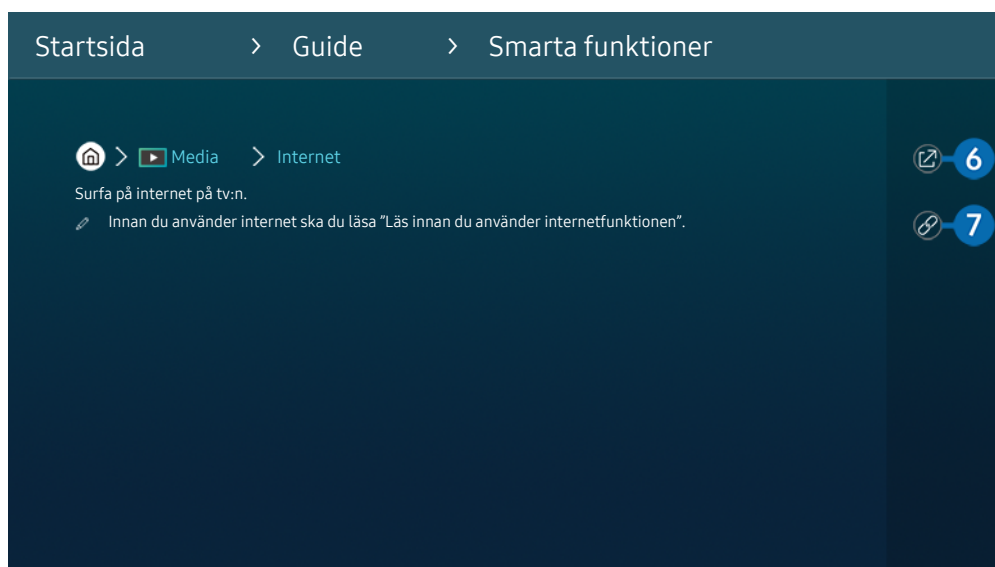 Startsida > Guide > Smarta funktioner
> Media > Internet
6
Surfa på internet på tv:n.
Innan du använder internet ska du läsa ”Läs innan du använder internetfunktionen”.
7